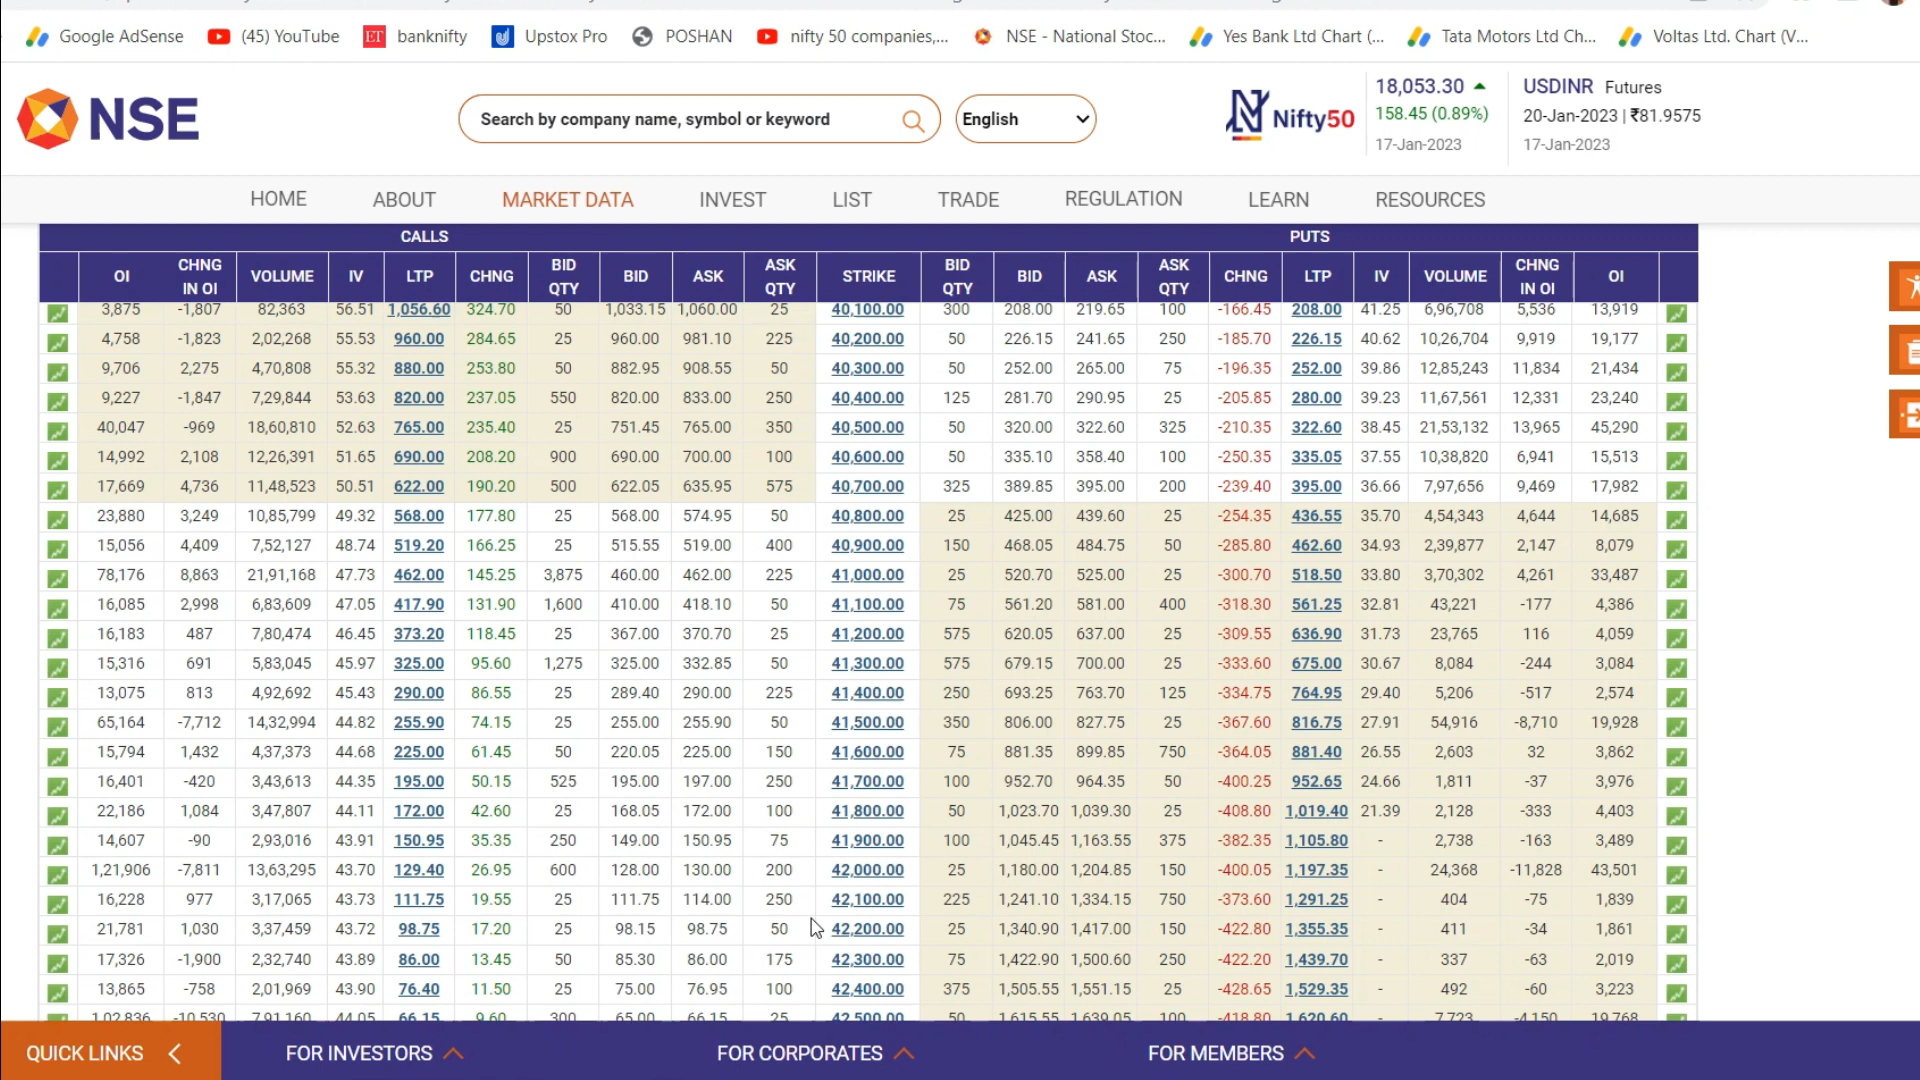 Google AdSense (45) YouTube ET banknifty Upstox Pro POSHAN nifty 50 companies,... NSE - National Stoc... Yes Bank Ltd Chart (... Tata Motors Ltd Ch... Voltas Ltd. Chart (V...
NSE Search by company name, symbol or keyword English Nifty50 18,053.30 USDINR Futures
158.45 (0.89%) 20-Jan-2023 | ₹81.9575
17-Jan-2023 17-Jan-2023
HOME ABOUT MARKET DATA INVEST LIST TRADE REGULATION LEARN RESOURCES
CALLS PUTS
OI CHNG IN OI VOLUME IV LTP CHNG BID QTY BID ASK ASK QTY STRIKE BID QTY BID ASK ASK QTY CHNG LTP IV VOLUME CHNG IN OI OI
3,875 -1,807 82,363 56.51 1,056.60 324.70 50 1,033.15 1,060.00 25 40,100.00 300 208.00 219.65 100 -166.45 208.00 41.25 6,96,708 5,536 13,919
4,758 -1,823 2,02,268 55.53 960.00 284.65 25 960.00 981.10 225 40,200.00 50 226.15 241.65 250 -185.70 226.15 40.62 10,26,704 9,919 19,177
9,706 2,275 4,70,808 55.32 880.00 253.80 50 882.95 908.55 50 40,300.00 50 252.00 265.00 75 -196.35 252.00 39.86 12,85,243 11,834 21,434
9,227 -1,847 7,29,844 53.63 820.00 237.05 550 820.00 833.00 250 40,400.00 125 281.70 290.95 25 -205.85 280.00 39.23 11,67,561 12,331 23,240
40,047 -969 18,60,810 52.63 765.00 235.40 25 751.45 765.00 350 40,500.00 50 320.00 322.60 325 -210.35 322.60 38.45 21,53,132 13,965 45,290
14,992 2,108 12,26,391 51.65 690.00 208.20 900 690.00 700.00 100 40,600.00 50 335.10 358.40 100 -250.35 335.05 37.55 10,38,820 6,941 15,513
17,669 4,736 11,48,523 50.51 622.00 190.20 500 622.05 635.95 575 40,700.00 325 389.85 395.00 200 -239.40 395.00 36.66 7,97,656 9,469 17,982
23,880 3,249 10,85,799 49.32 568.00 177.80 25 568.00 574.95 50 40,800.00 25 425.00 439.60 25 -254.35 436.55 35.70 4,54,343 4,644 14,685
15,056 4,409 7,52,127 48.74 519.20 166.25 25 515.55 519.00 400 40,900.00 150 468.05 484.75 50 -285.80 462.60 34.93 2,39,877 2,147 8,079
78,176 8,863 21,91,168 47.73 462.00 145.25 3,875 460.00 462.00 225 41,000.00 25 520.70 525.00 25 -300.70 518.50 33.80 3,70,302 4,261 33,487
16,085 2,998 6,83,609 47.05 417.90 131.90 1,600 410.00 418.10 50 41,100.00 75 561.20 581.00 400 -318.30 561.25 32.81 43,221 -177 4,386
16,183 487 7,80,474 46.45 373.20 118.45 25 367.00 370.70 25 41,200.00 575 620.05 637.00 25 -309.55 636.90 31.73 23,765 116 4,059
15,316 691 5,83,045 45.97 325.00 95.60 1,275 325.00 332.85 50 41,300.00 575 679.15 700.00 25 -333.60 675.00 30.67 8,084 -244 3,084
13,075 813 4,92,692 45.43 290.00 86.55 25 289.40 290.00 225 41,400.00 250 693.25 763.70 125 -334.75 764.95 29.40 5,206 -517 2,574
65,164 -7,712 14,32,994 44.82 255.90 74.15 25 255.00 255.90 50 41,500.00 350 806.00 827.75 25 -367.60 816.75 27.91 54,916 -8,710 19,928
15,794 1,432 4,37,373 44.68 225.00 61.45 50 220.05 225.00 150 41,600.00 75 881.35 899.85 750 -364.05 881.40 26.55 2,603 32 3,862
16,401 -420 3,43,613 44.35 195.00 50.15 525 195.00 197.00 250 41,700.00 100 952.70 964.35 50 -400.25 952.65 24.66 1,811 -37 3,976
22,186 1,084 3,47,807 44.11 172.00 42.60 25 168.05 172.00 100 41,800.00 50 1,023.70 1,039.30 25 -408.80 1,019.40 21.39 2,128 -333 4,403
14,607 -90 2,93,016 43.91 150.95 35.35 250 149.00 150.95 75 41,900.00 100 1,045.45 1,163.55 375 -382.35 1,105.80 - 2,738 -163 3,489
1,21,906 -7,811 13,63,295 43.70 129.40 26.95 600 128.00 130.00 200 42,000.00 25 1,180.00 1,204.85 150 -400.05 1,197.35 - 24,368 -11,828 43,501
16,228 977 3,17,065 43.73 111.75 19.55 25 111.75 114.00 250 42,100.00 225 1,241.10 1,334.15 750 -373.60 1,291.25 - 404 -75 1,839
21,781 1,030 3,37,459 43.72 98.75 17.20 25 98.15 98.75 50 42,200.00 25 1,340.90 1,417.00 150 -422.80 1,355.35 - 411 -34 1,861
17,326 -1,900 2,32,740 43.89 86.00 13.45 50 85.30 86.00 175 42,300.00 75 1,422.90 1,500.60 250 -422.20 1,439.70 - 337 -63 2,019
13,865 -758 2,01,969 43.90 76.40 11.50 25 75.00 76.95 100 42,400.00 375 1,505.55 1,551.15 25 -428.65 1,529.35 - 492 -60 3,223
1,02,836 -10,530 7,91,160 44.05 66.15 9.60 300 65.00 66.15 25 42,500.00 50 1,615.55 1,639.05 100 -418.80 1,620.60 - 7,723 -4,150 19,768
QUICK LINKS FOR INVESTORS FOR CORPORATES FOR MEMBERS